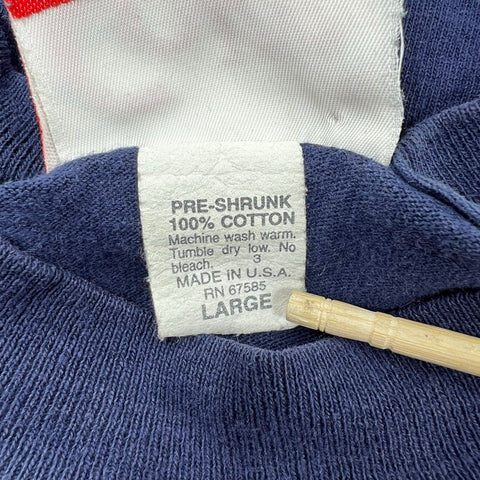 PRE-SHRUNK
100% COTTON
Machine wash warm.
Tumble dry low. No
bleach. 3
MADE IN U.S.A.
RN 67585
LARGE